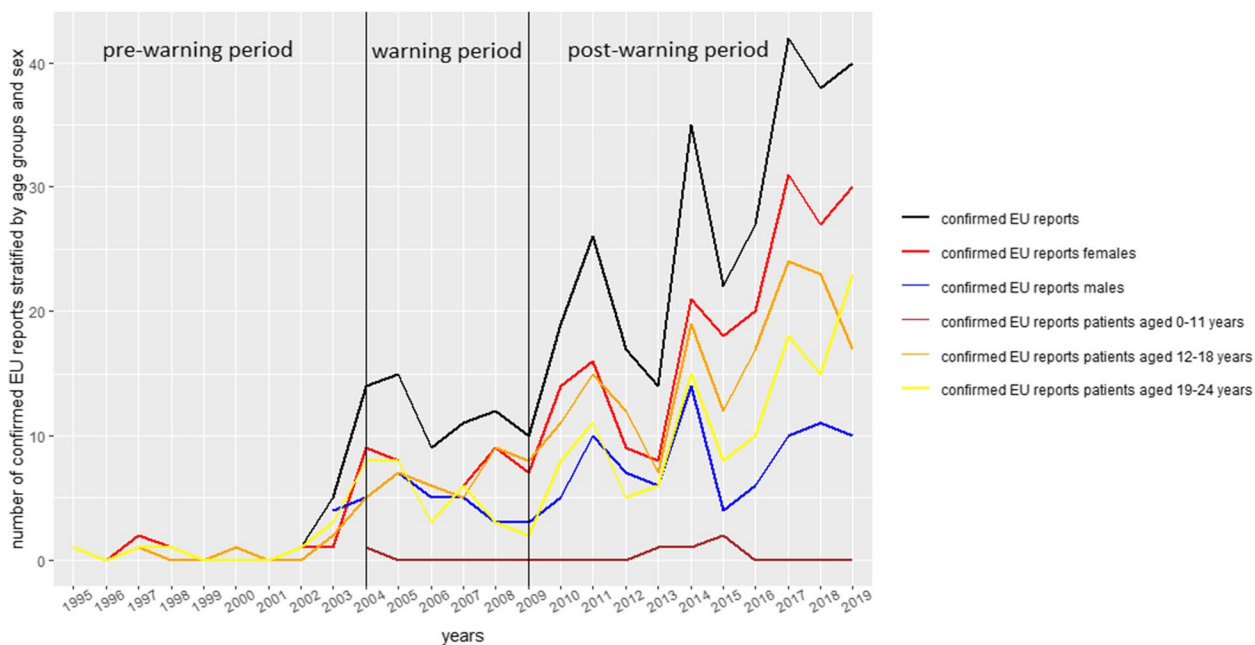 pre-warning period
warning period
post-warning period
number of confirmed EU reports stratified by age groups and sex
40
30
20
10
0
1995
1996
1997
1998
1999
2000
2001
2002
2003
2004
2005
2006
2007
2008
2009
2010
2011
2012
2013
2014
2015
2016
2017
2018
2019
years
confirmed EU reports
confirmed EU reports females
confirmed EU reports males
confirmed EU reports patients aged 0-11 years
confirmed EU reports patients aged 12-18 years
confirmed EU reports patients aged 19-24 years